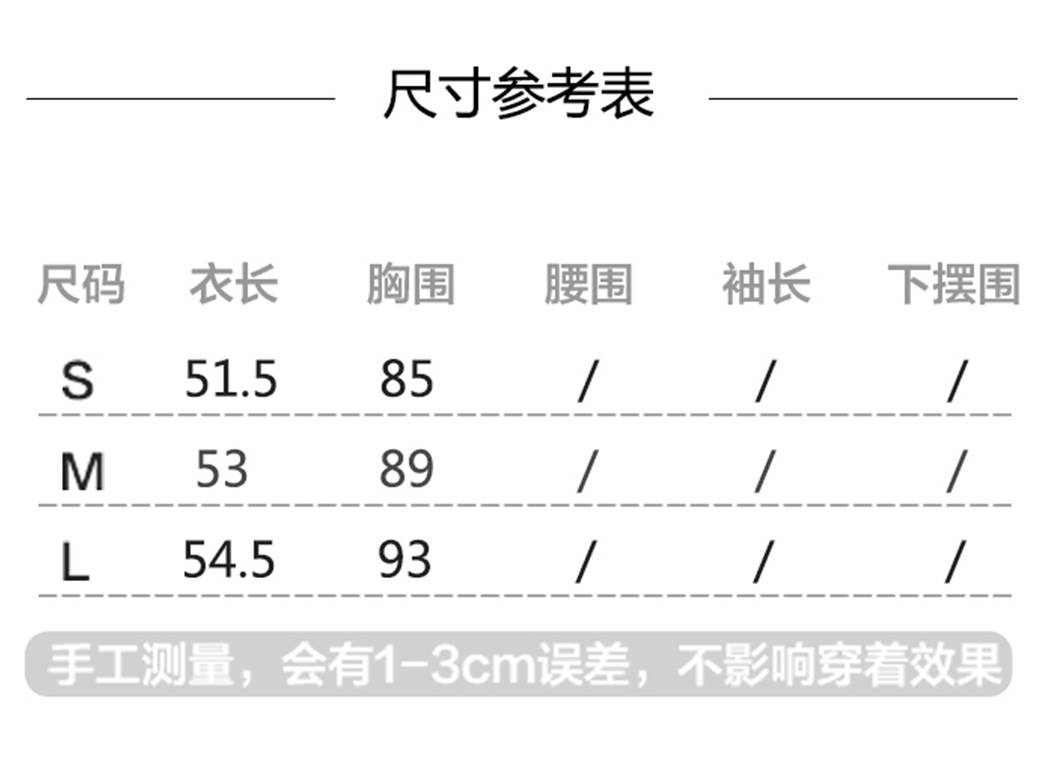 尺寸参考表
尺码 衣长 胸围 腰围 袖长 下摆围
S 51.5 85 / / /
M 53 89 / / /
L 54.5 93 / / /
手工测量，会有1-3cm误差，不影响穿着效果